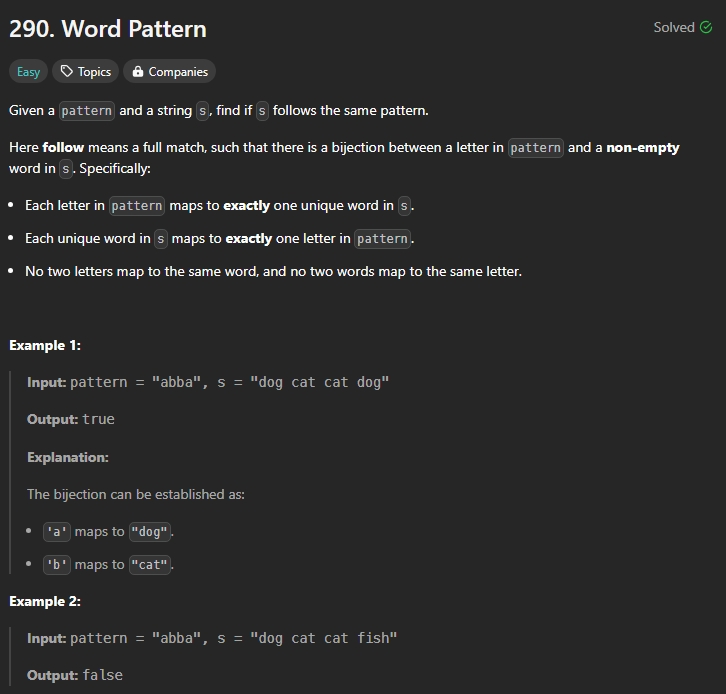 290. Word Pattern
Solved
Easy
Topics
Companies
Given a pattern and a string s, find if s follows the same pattern.
Here follow means a full match, such that there is a bijection between a letter in pattern and a non-empty
word in s. Specifically:
• Each letter in pattern maps to exactly one unique word in s.
• Each unique word in s maps to exactly one letter in pattern.
• No two letters map to the same word, and no two words map to the same letter.
Example 1:
Input: pattern = "abba", s = "dog cat cat dog"
Output: true
Explanation:
The bijection can be established as:
• 'a' maps to "dog".
• 'b' maps to "cat".
Example 2:
Input: pattern = "abba", s = "dog cat cat fish"
Output: false